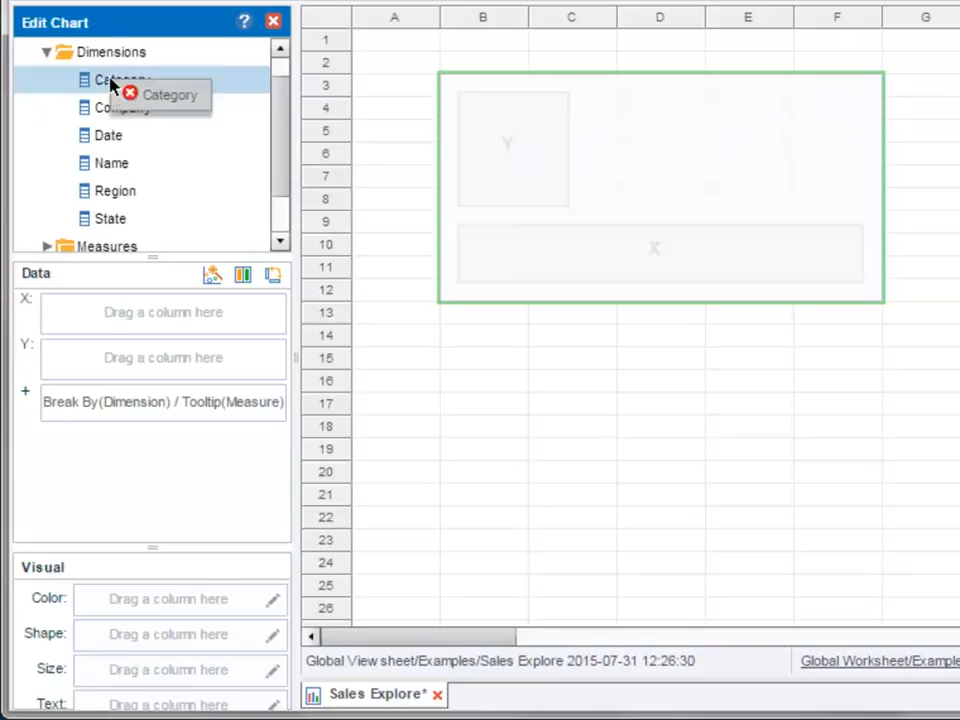 Edit Chart
?
Dimensions
Category
Category
Company
Date
Name
Region
State
Measures
Data
X: Drag a column here
Y: Drag a column here
+ Break By(Dimension) / Tooltip(Measure)
Visual
Color: Drag a column here
Shape: Drag a column here
Size: Drag a column here
Text: Drag a column here
A B C D E F G
1
2
3
4
5
6
7
8
9
10
11
12
13
14
15
16
17
18
19
20
21
22
23
24
25
26
Y
X
Global View sheet/Examples/Sales Explore 2015-07-31 12:26:30
Global Worksheet/Example
Sales Explore*